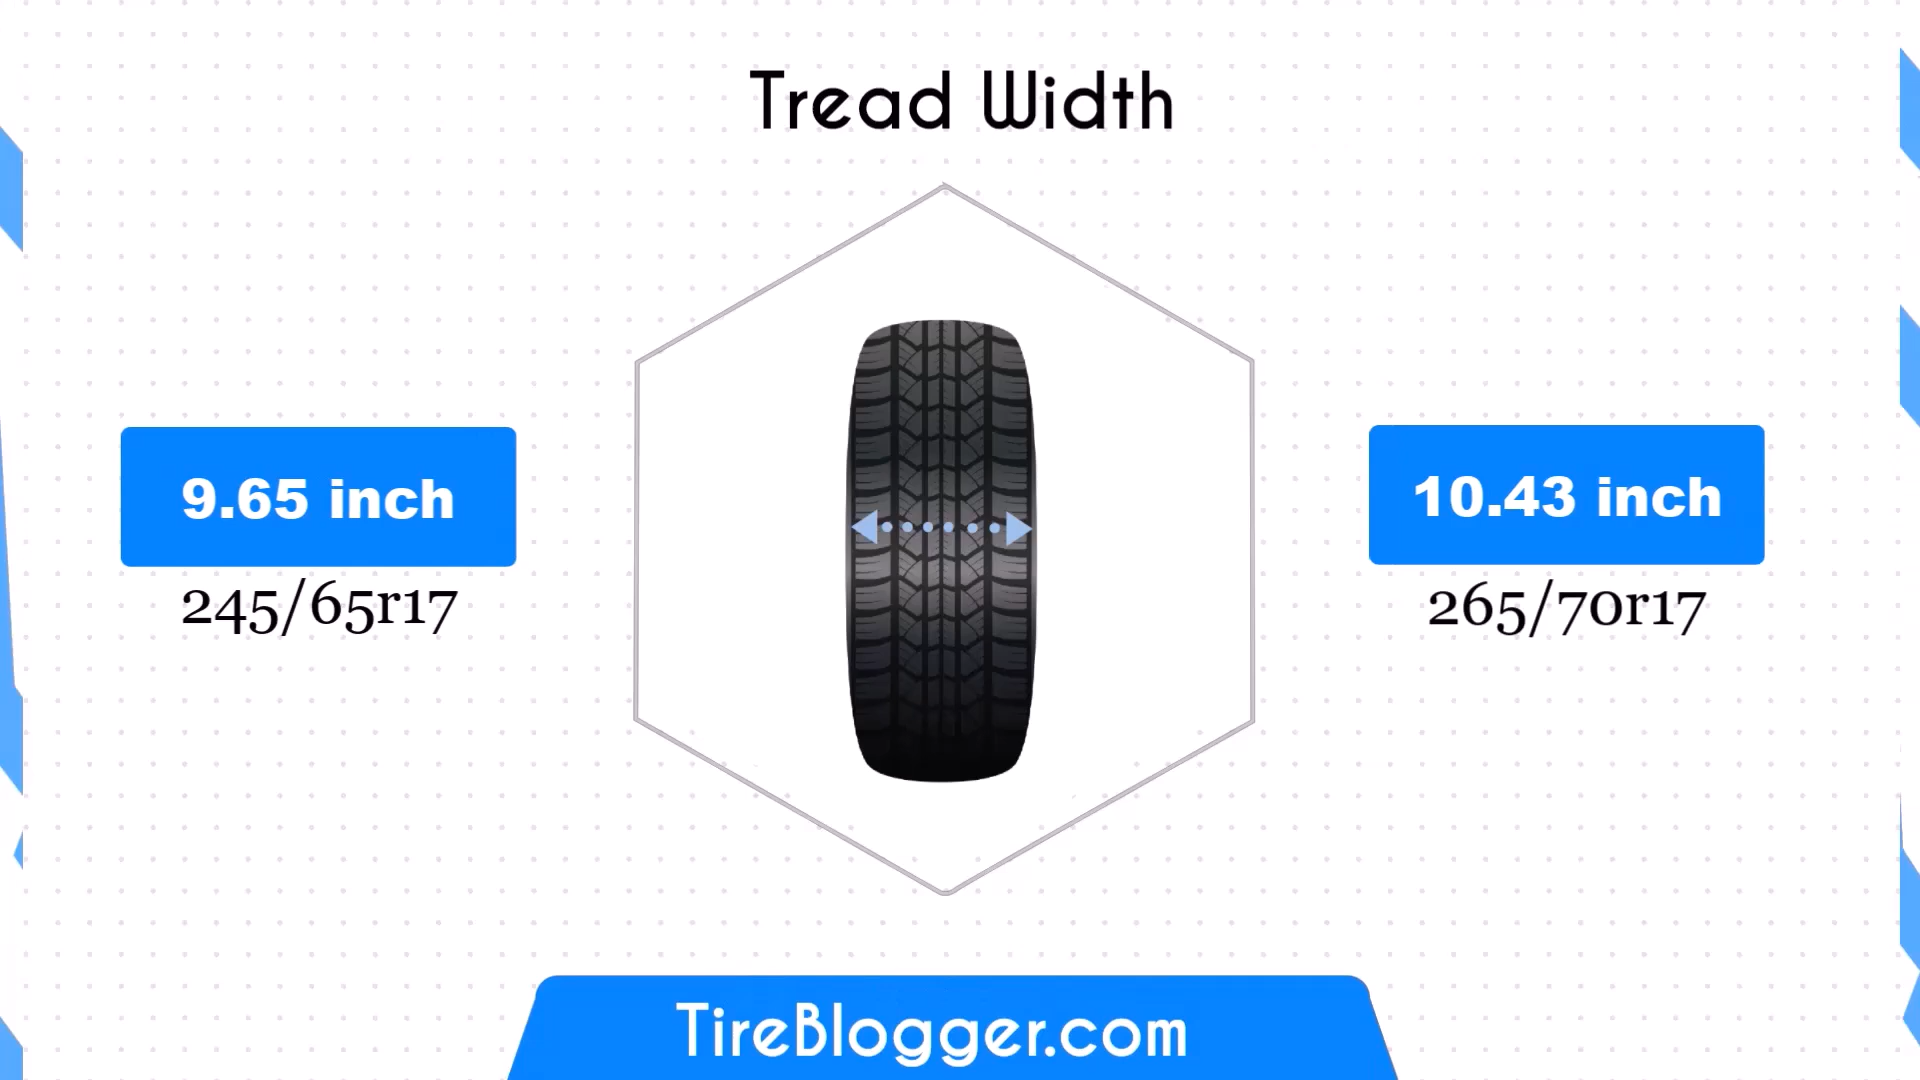 Tread Width
9.65 inch
245/65r17
10.43 inch
265/70r17
TireBlogger.com